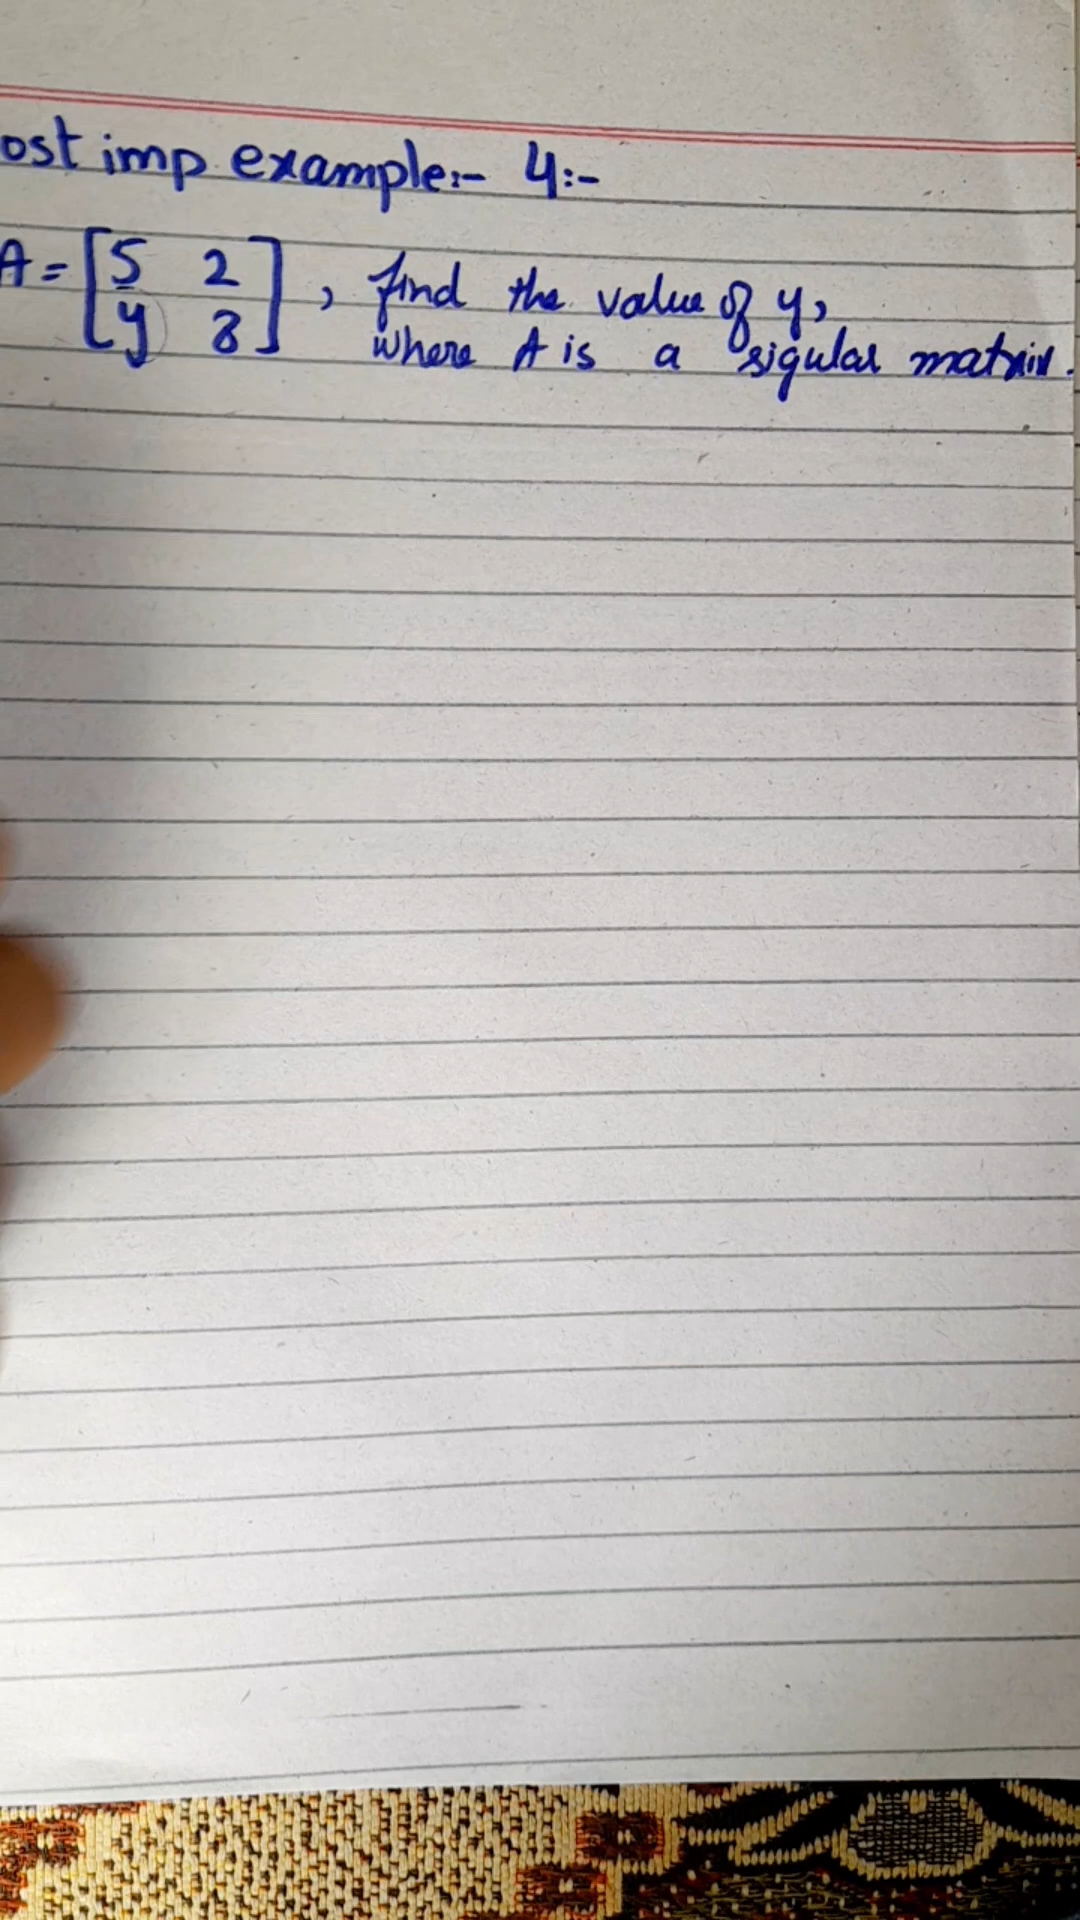 ost imp example:- 4:-
A = [5 2
y 8] , find the value of y,
where A is a sigular matrix.